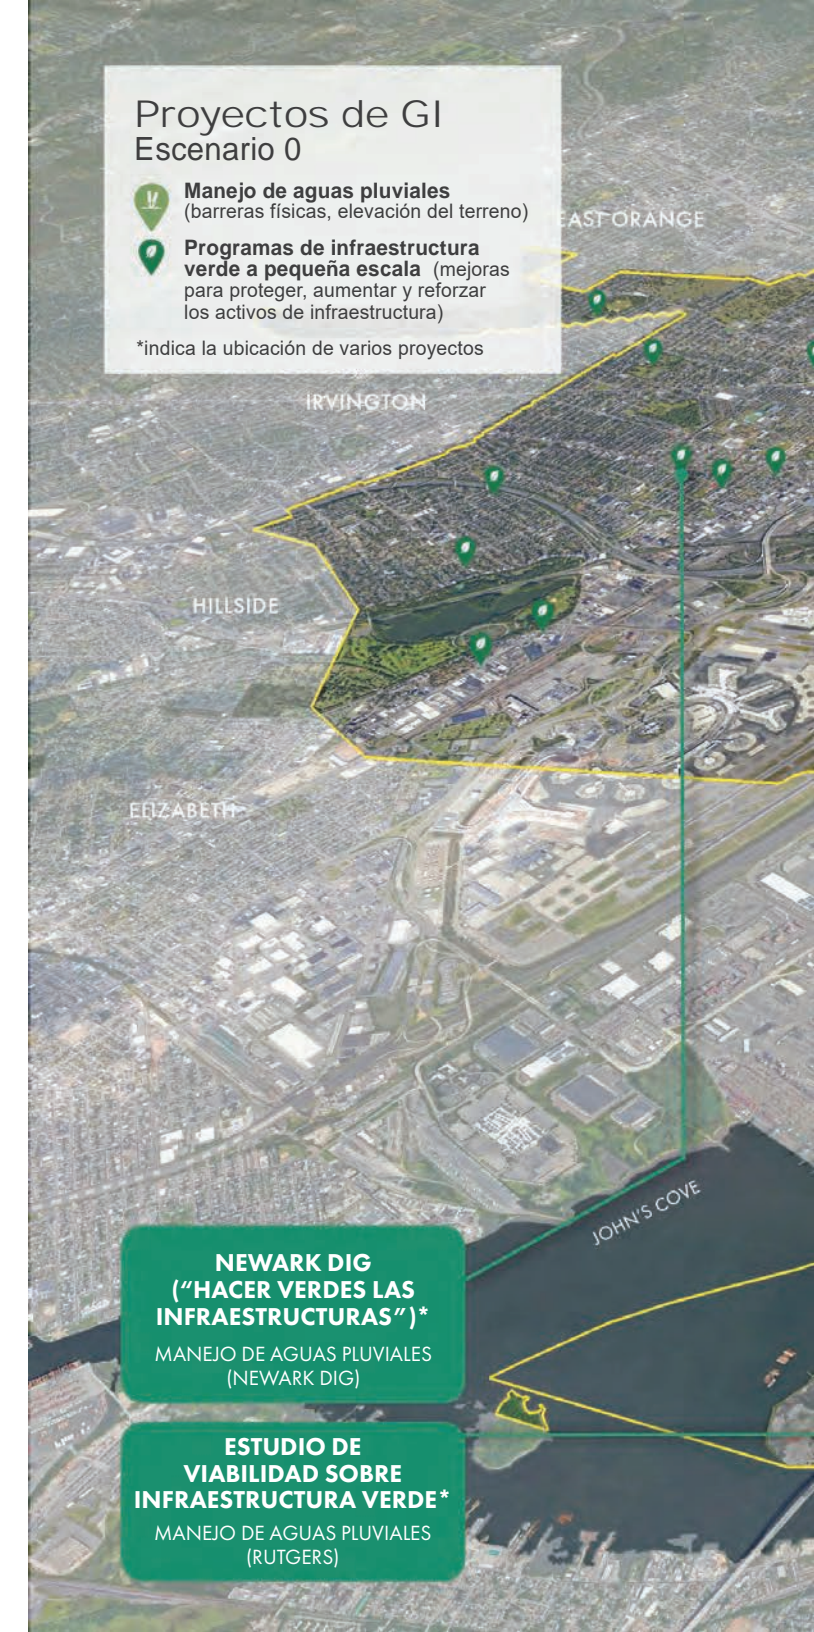 Proyectos de GI
Escenario 0
Manejo de aguas pluviales
(barreras físicas, elevación del terreno)
Programas de infraestructura
verde a pequeña escala (mejoras
para proteger, aumentar y reforzar
los activos de infraestructura)
*indica la ubicación de varios proyectos
EAST ORANGE
IRVINGTON
HILLSIDE
ELIZABETH
JOHN'S COVE
NEWARK DIG
(“HACER VERDES LAS
INFRAESTRUCTURAS”)*
MANEJO DE AGUAS PLUVIALES
(NEWARK DIG)
ESTUDIO DE
VIABILIDAD SOBRE
INFRAESTRUCTURA VERDE*
MANEJO DE AGUAS PLUVIALES
(RUTGERS)